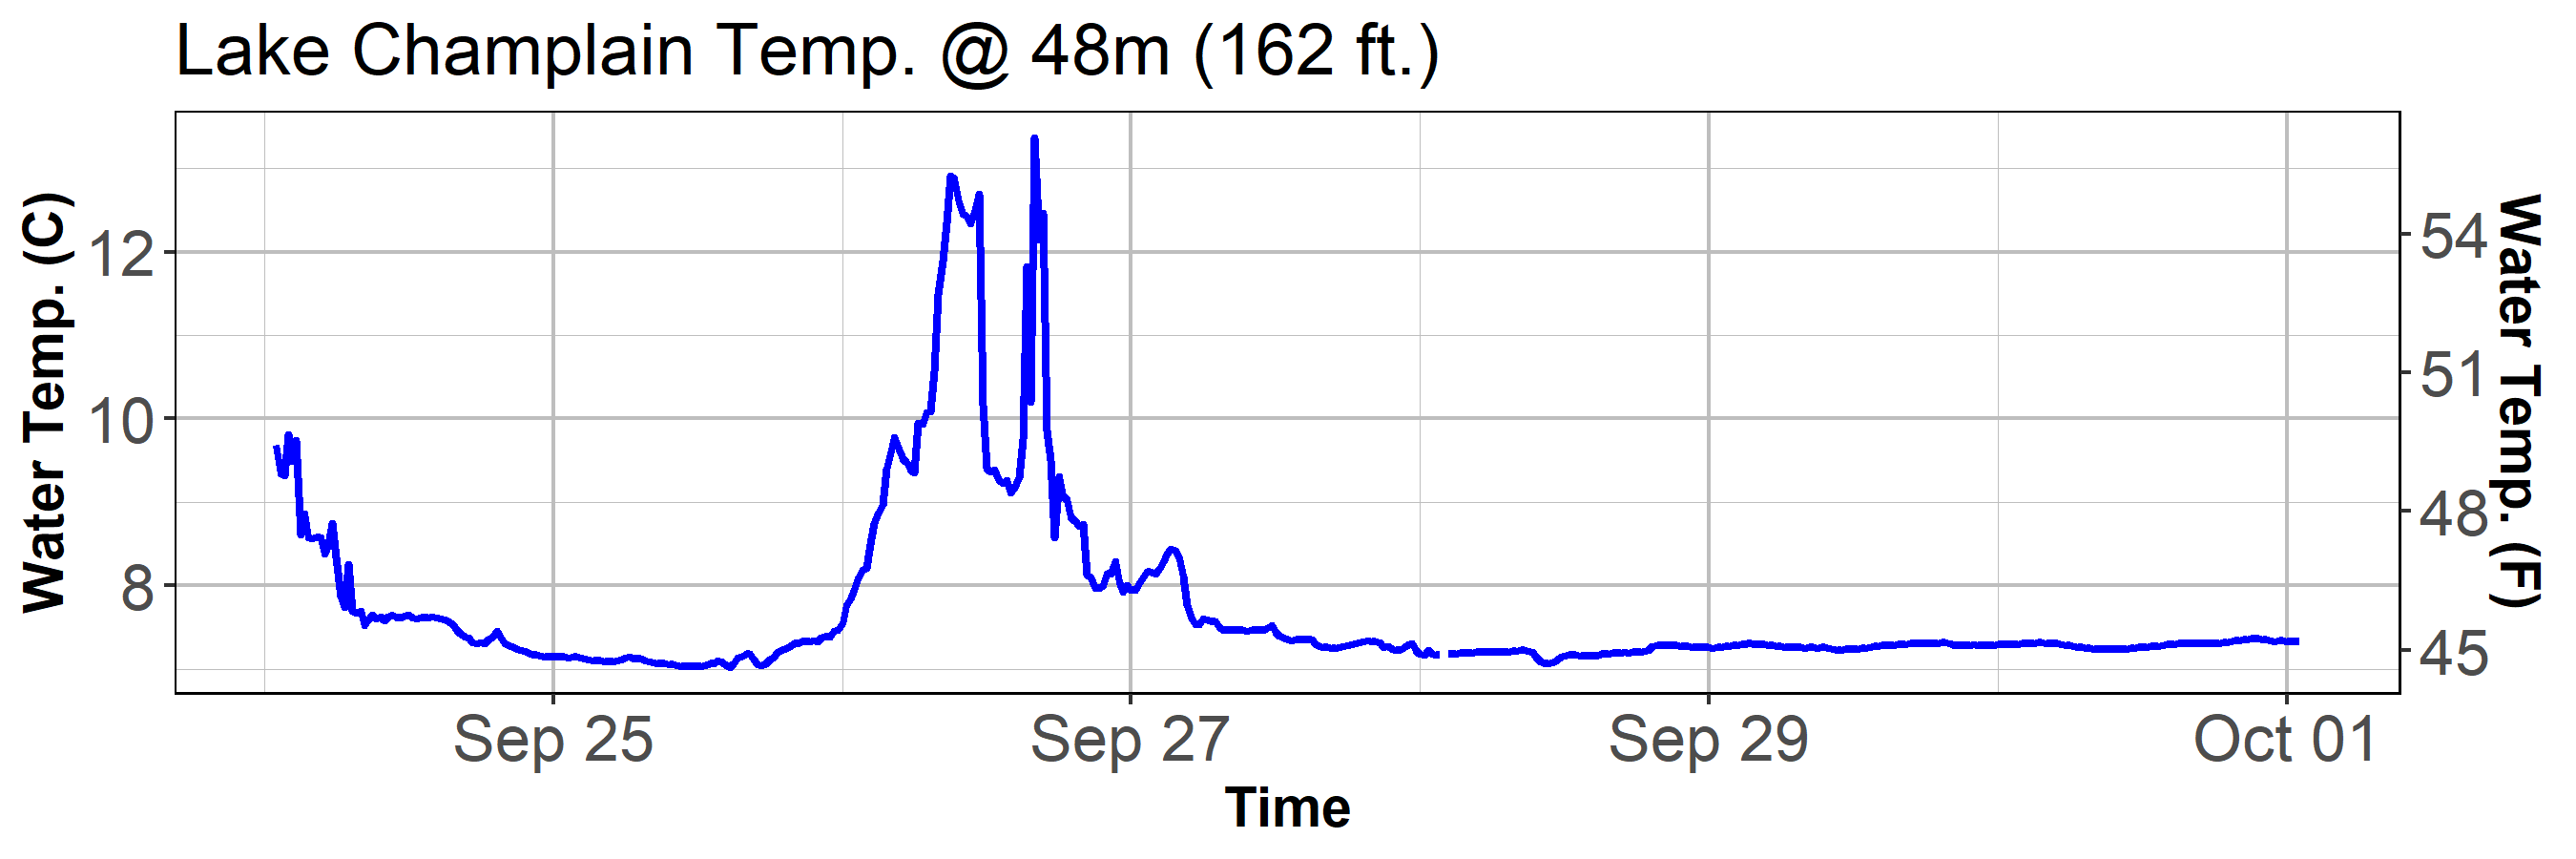 Lake Champlain Temp. @ 48m (162 ft.)
Water Temp. (C)
12
10
8
54
51
48
45
Water Temp. (F)
Sep 25
Sep 27
Sep 29
Oct 01
Time